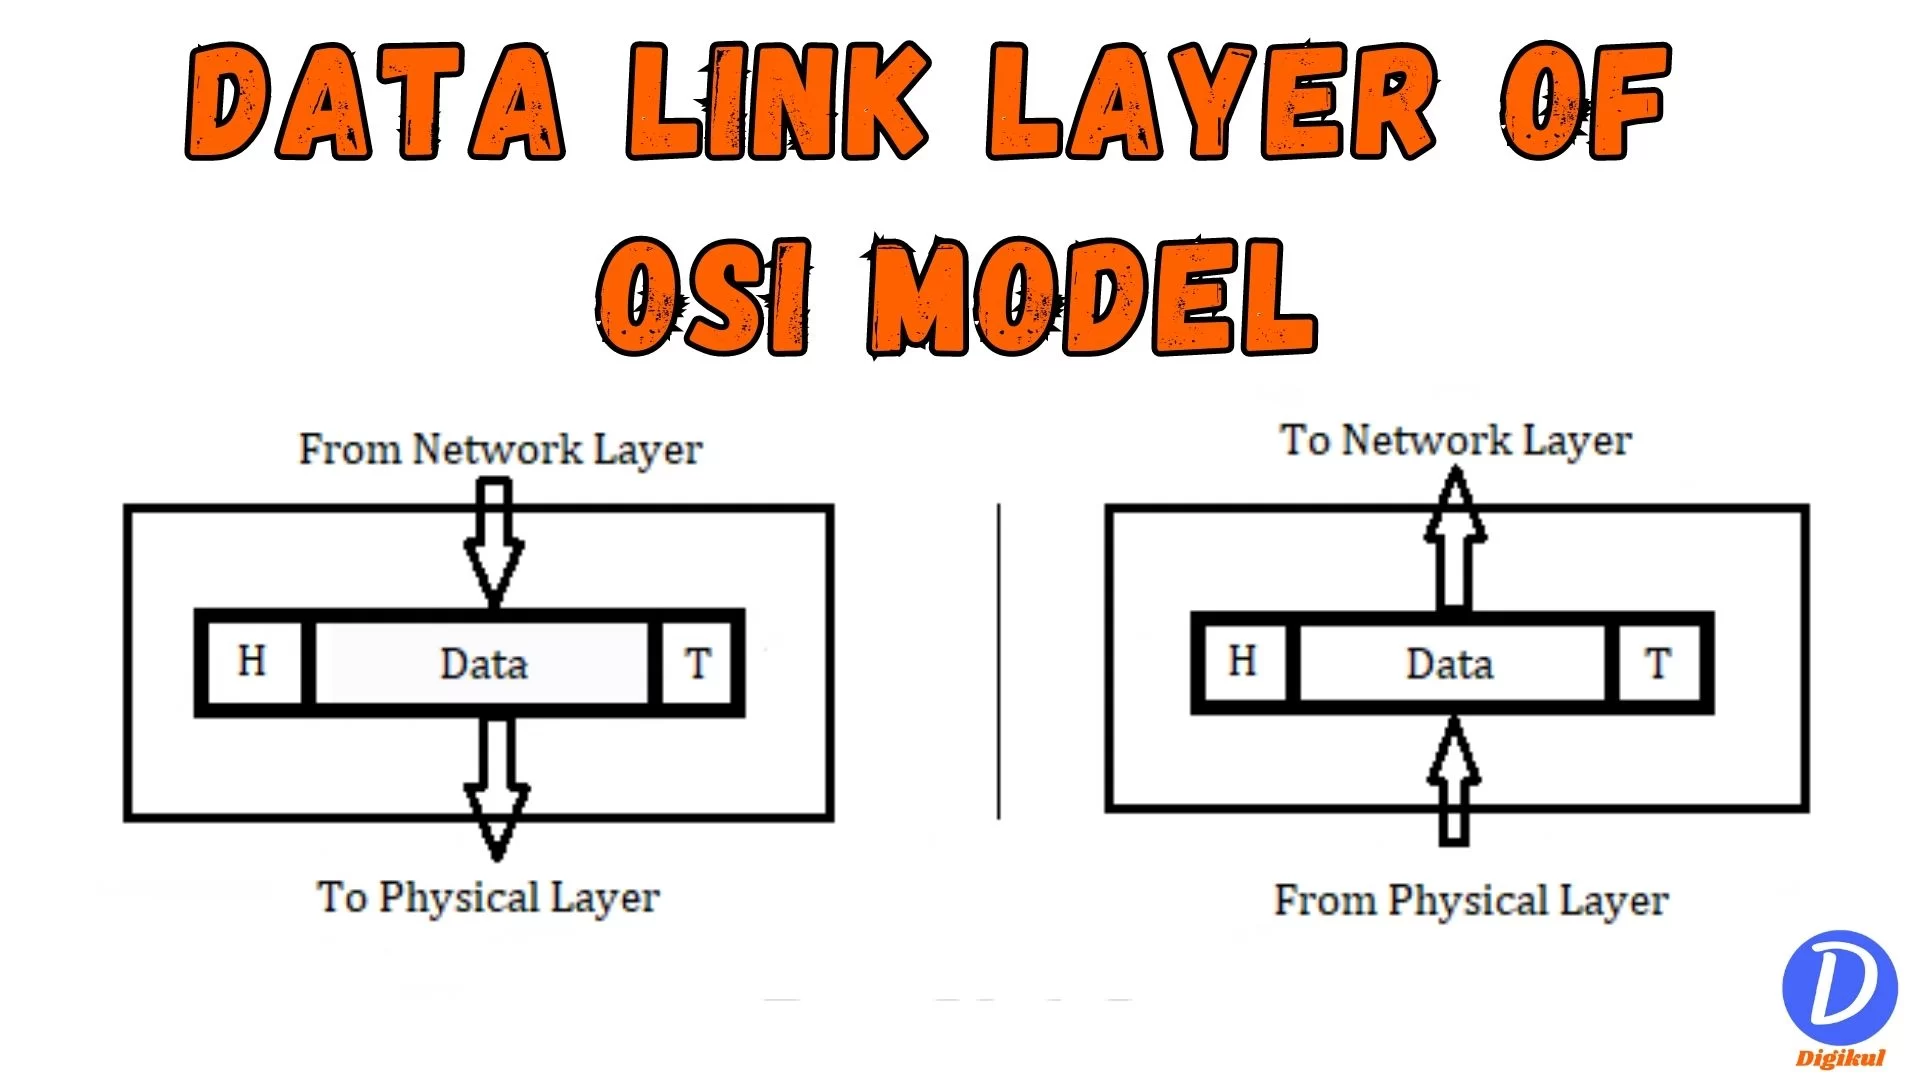 DATA LINK LAYER OF
OSI MODEL
From Network Layer
H
Data
T
To Physical Layer
To Network Layer
H
Data
T
From Physical Layer
D
Digikul